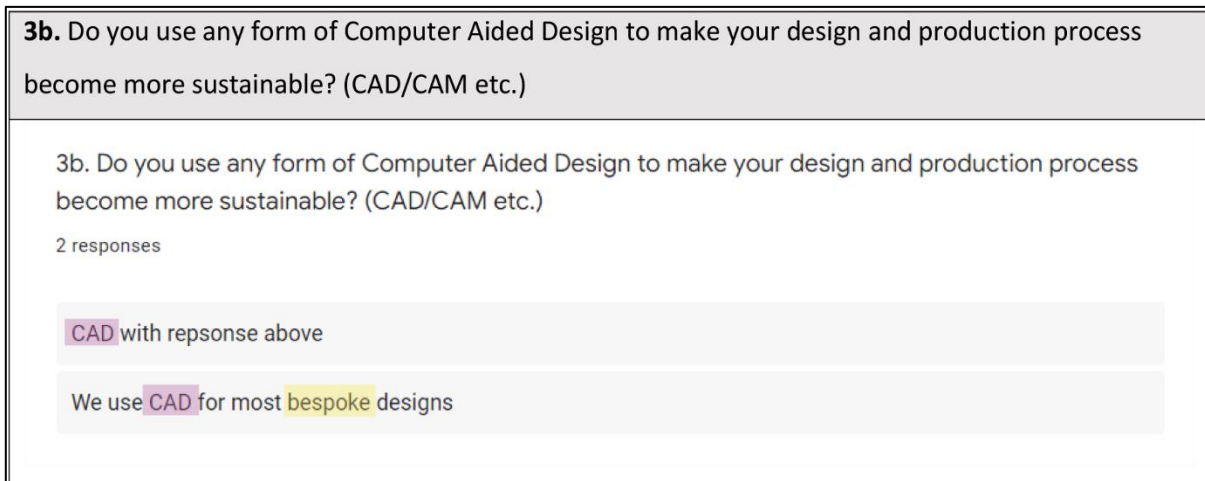 3b. Do you use any form of Computer Aided Design to make your design and production process
become more sustainable? (CAD/CAM etc.)
3b. Do you use any form of Computer Aided Design to make your design and production process
become more sustainable? (CAD/CAM etc.)
2 responses
CAD with repsonse above
We use CAD for most bespoke designs